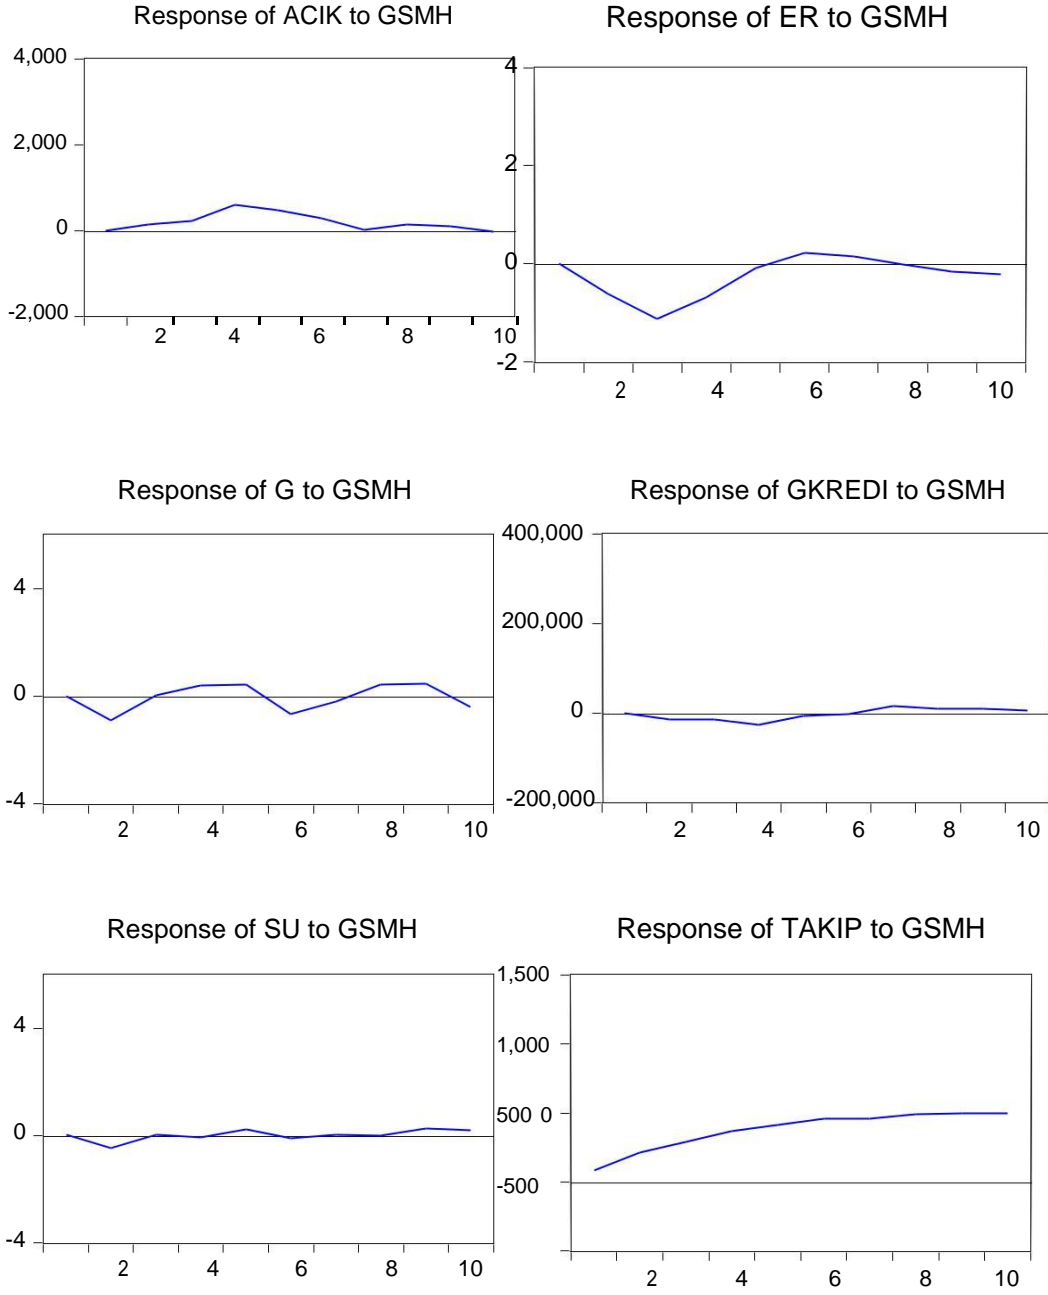 Response of ACIK to GSMH
4,000
2,000
0
-2,000
2 4 6 8 10
Response of ER to GSMH
4
2
0
-2
2 4 6 8 10
Response of G to GSMH
4
0
-4
2 4 6 8 10
Response of GKREDI to GSMH
400,000
200,000
0
-200,000
2 4 6 8 10
Response of SU to GSMH
4
0
-4
2 4 6 8 10
Response of TAKIP to GSMH
1,500
1,000
500 0
-500
2 4 6 8 10